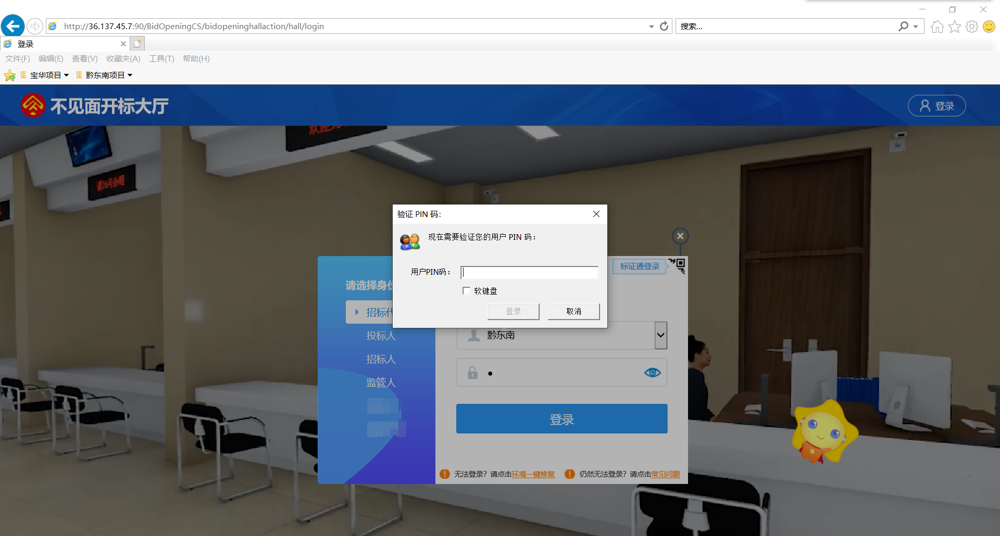 http://36.137.45.7:90/BidOpeningCS/bidopeninghallaction/hall/login
搜索...
登录
文件(F) 编辑(E) 查看(V) 收藏夹(A) 工具(T) 帮助(H)
宝华项目 黔东南项目
不见面开标大厅
登录
请26号办理
验证 PIN 码:
现在需要验证您的用户 PIN 码：
用户PIN码：
软键盘
登录 取消
标证通登录
请选择身份
招标代
投标人
招标人
监管人
黔东南
登录
无法登录？请点击环境一键修复
仍然无法登录？请点击常见问题